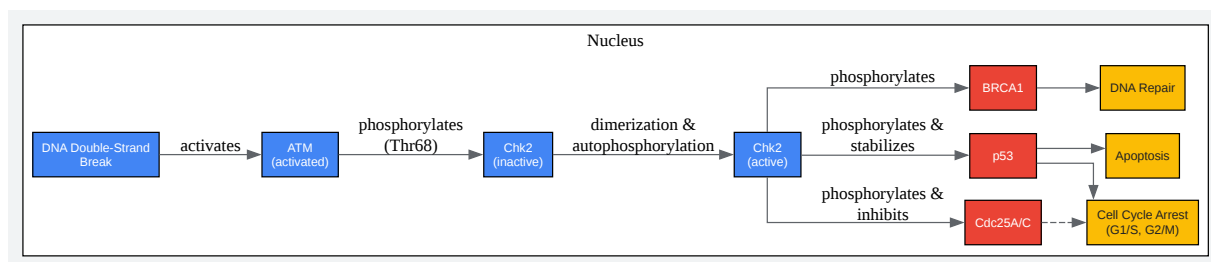 Nucleus
DNA Double-Strand
Break
activates
ATM
(activated)
phosphorylates
(Thr68)
Chk2
(inactive)
dimerization &
autophosphorylation
Chk2
(active)
phosphorylates
BRCA1
DNA Repair
phosphorylates &
stabilizes
p53
Apoptosis
phosphorylates &
inhibits
Cdc25A/C
Cell Cycle Arrest
(G1/S, G2/M)